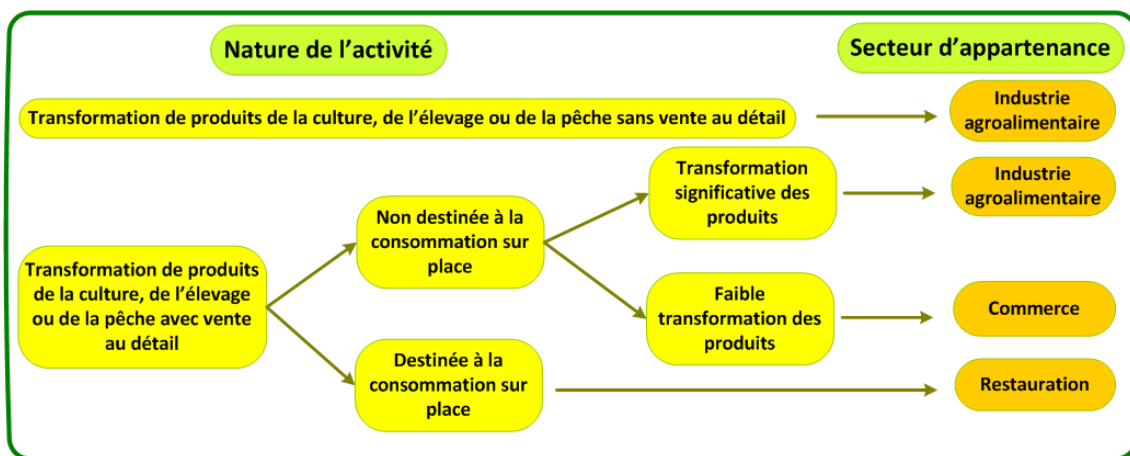 Nature de l’activité
Secteur d’appartenance
Transformation de produits de la culture, de l’élevage ou de la pêche sans vente au détail
Industrie
agroalimentaire
Transformation de produits
de la culture, de l’élevage
ou de la pêche avec vente
au détail
Non destinée à la
consommation sur
place
Transformation
significative des
produits
Industrie
agroalimentaire
Faible
transformation des
produits
Commerce
Destinée à la
consommation sur
place
Restauration